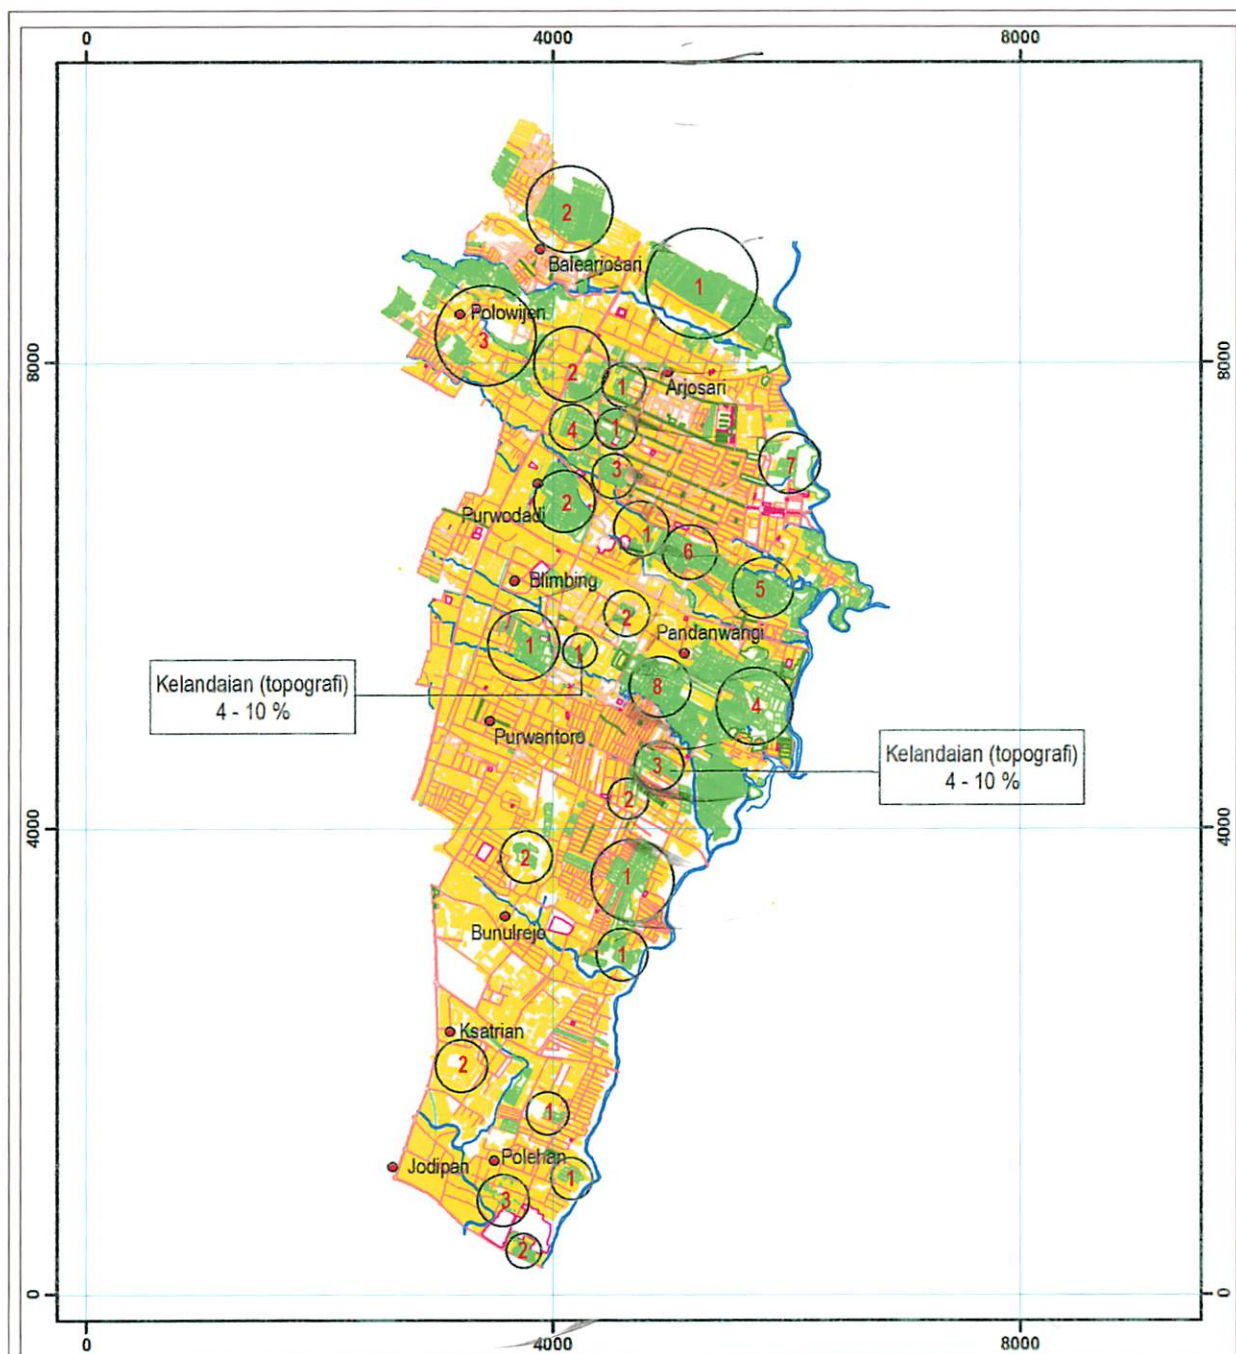 0 4000 8000
2
Balearjosari
1
Polowijen
3
8000 8000
2
1
Arjosari
4
1
7
3
2
Purwodadi
1
6
Blimbing
5
2
Pandanwangi
1
1
Kelandaian (topografi)
4 - 10 %
8
4
Purwantoro
3
Kelandaian (topografi)
4 - 10 %
2
4000 4000
2
1
Bunulrejo
1
Ksatrian
2
1
Polehan
Jodipan
1
3
2
0 0
0 4000 8000